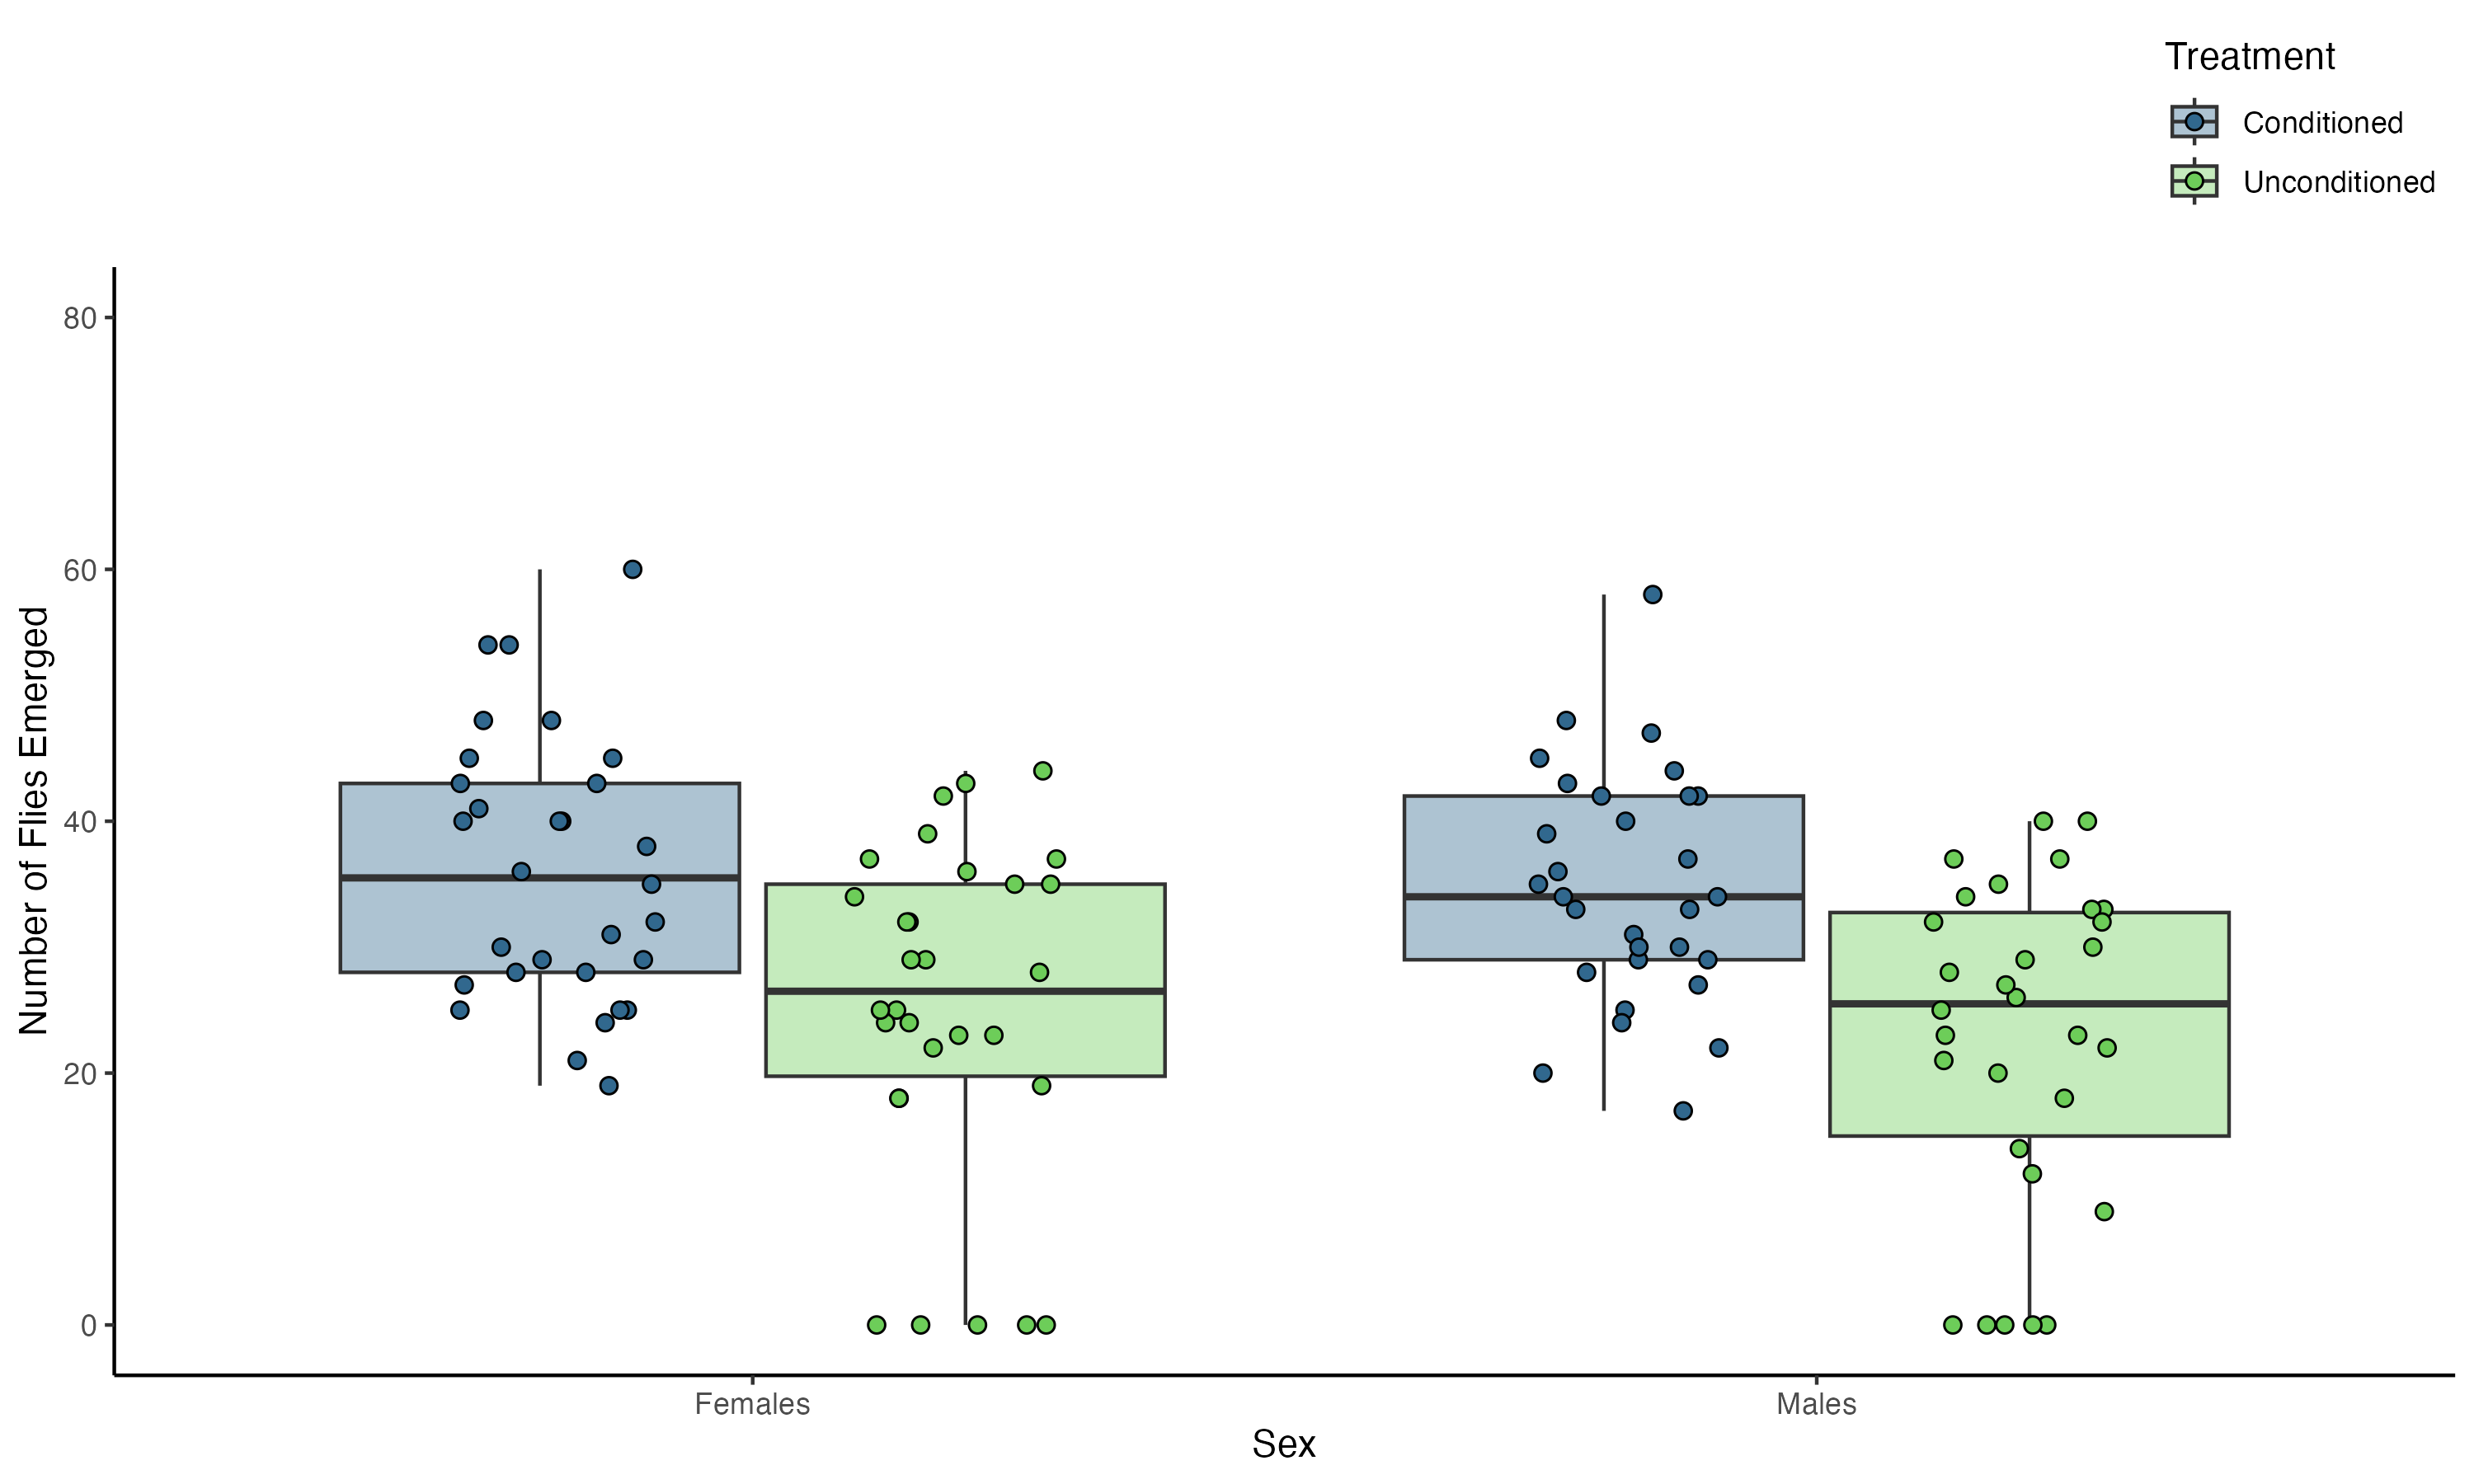 Treatment
Conditioned
Unconditioned
80
60
40
20
0
Number of Flies Emerged
Females
Males
Sex